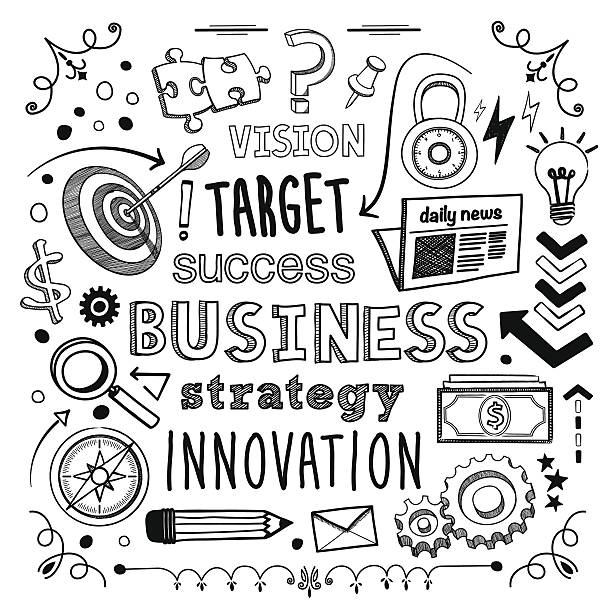 ?
VISION
! TARGET
daily news
success
$
BUSINESS
strategy
$
INNOVATION